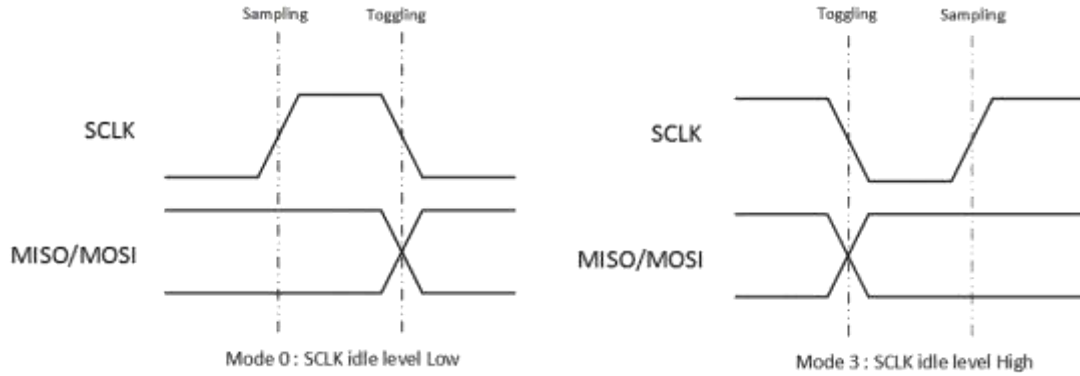 Sampling Toggling
SCLK
MISO/MOSI
Mode 0 : SCLK idle level Low
Toggling Sampling
SCLK
MISO/MOSI
Mode 3 : SCLK idle level High